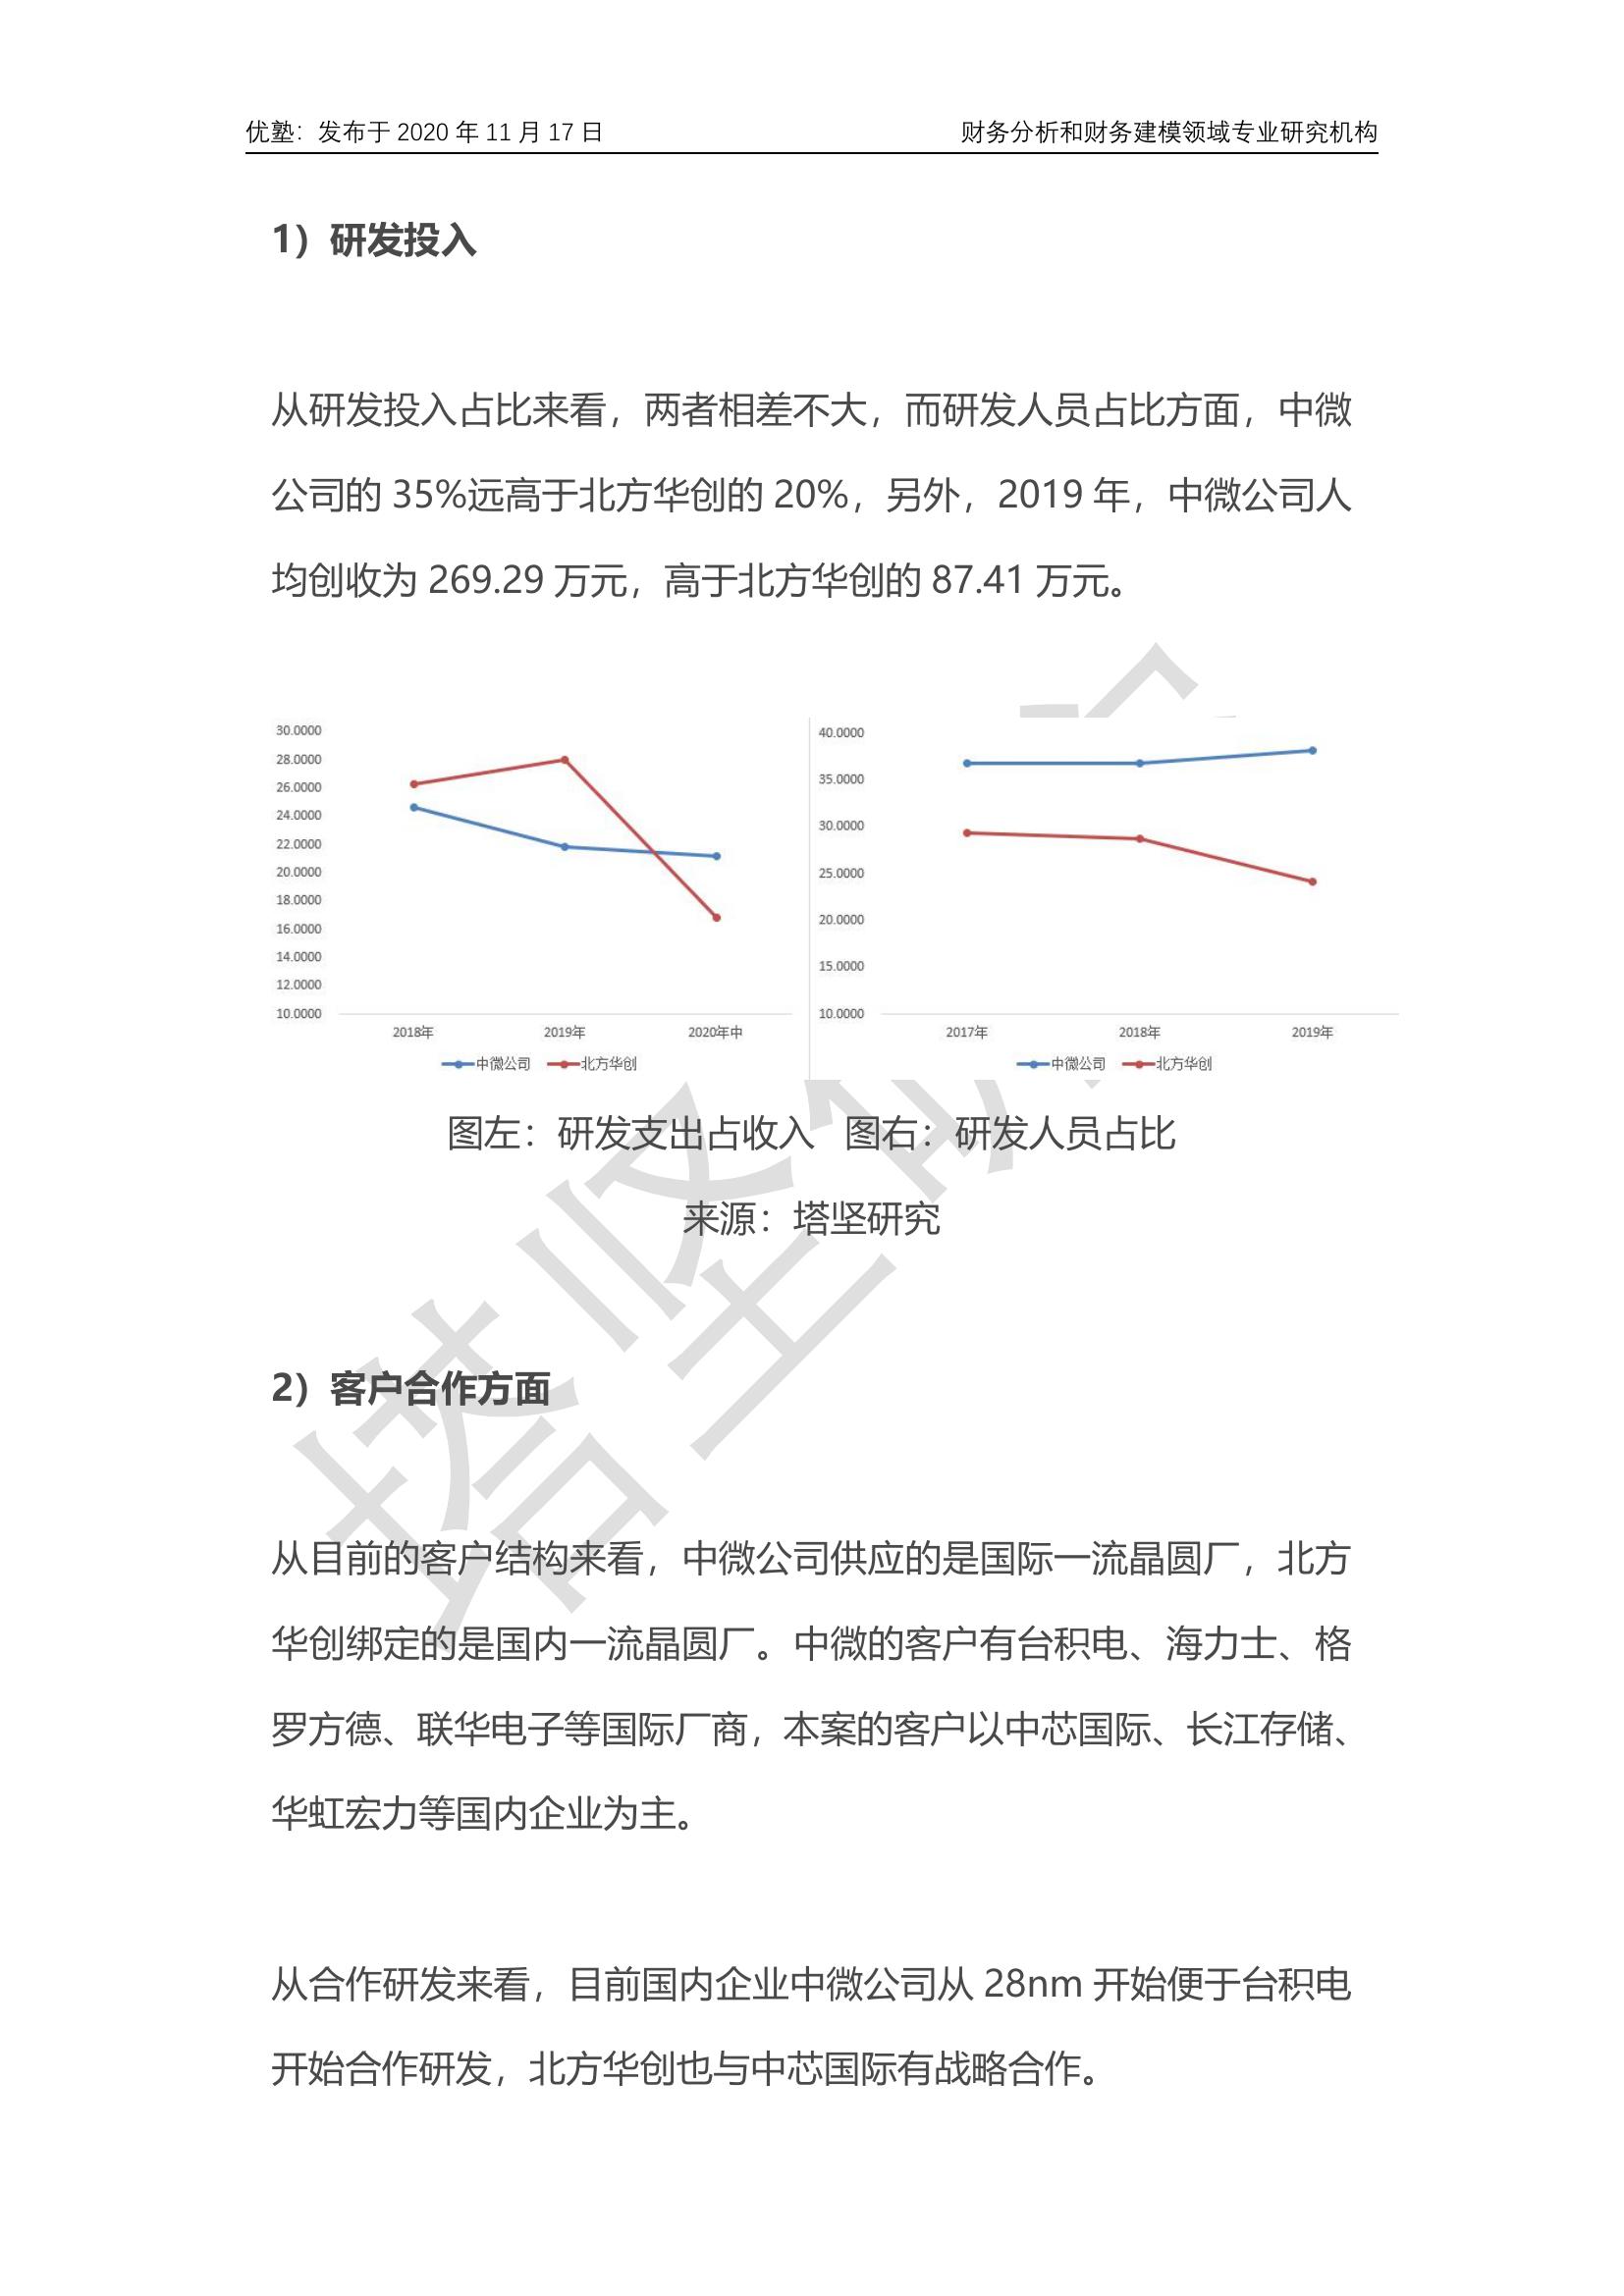 优塾：发布于 2020 年 11 月 17 日 财务分析和财务建模领域专业研究机构
1）研发投入
从研发投入占比来看，两者相差不大，而研发人员占比方面，中微
公司的 35%远高于北方华创的 20%，另外，2019 年，中微公司人
均创收为 269.29 万元，高于北方华创的 87.41 万元。
30.0000
28.0000
26.0000
24.0000
22.0000
20.0000
18.0000
16.0000
14.0000
12.0000
10.0000
2018年 2019年 2020年中
中微公司 北方华创
40.0000
35.0000
30.0000
25.0000
20.0000
15.0000
10.0000
2017年 2018年 2019年
中微公司 北方华创
图左：研发支出占收入 图右：研发人员占比
来源：塔坚研究
2）客户合作方面
从目前的客户结构来看，中微公司供应的是国际一流晶圆厂，北方
华创绑定的是国内一流晶圆厂。中微的客户有台积电、海力士、格
罗方德、联华电子等国际厂商，本案的客户以中芯国际、长江存储、
华虹宏力等国内企业为主。
从合作研发来看，目前国内企业中微公司从 28nm 开始便于台积电
开始合作研发，北方华创也与中芯国际有战略合作。
塔坚